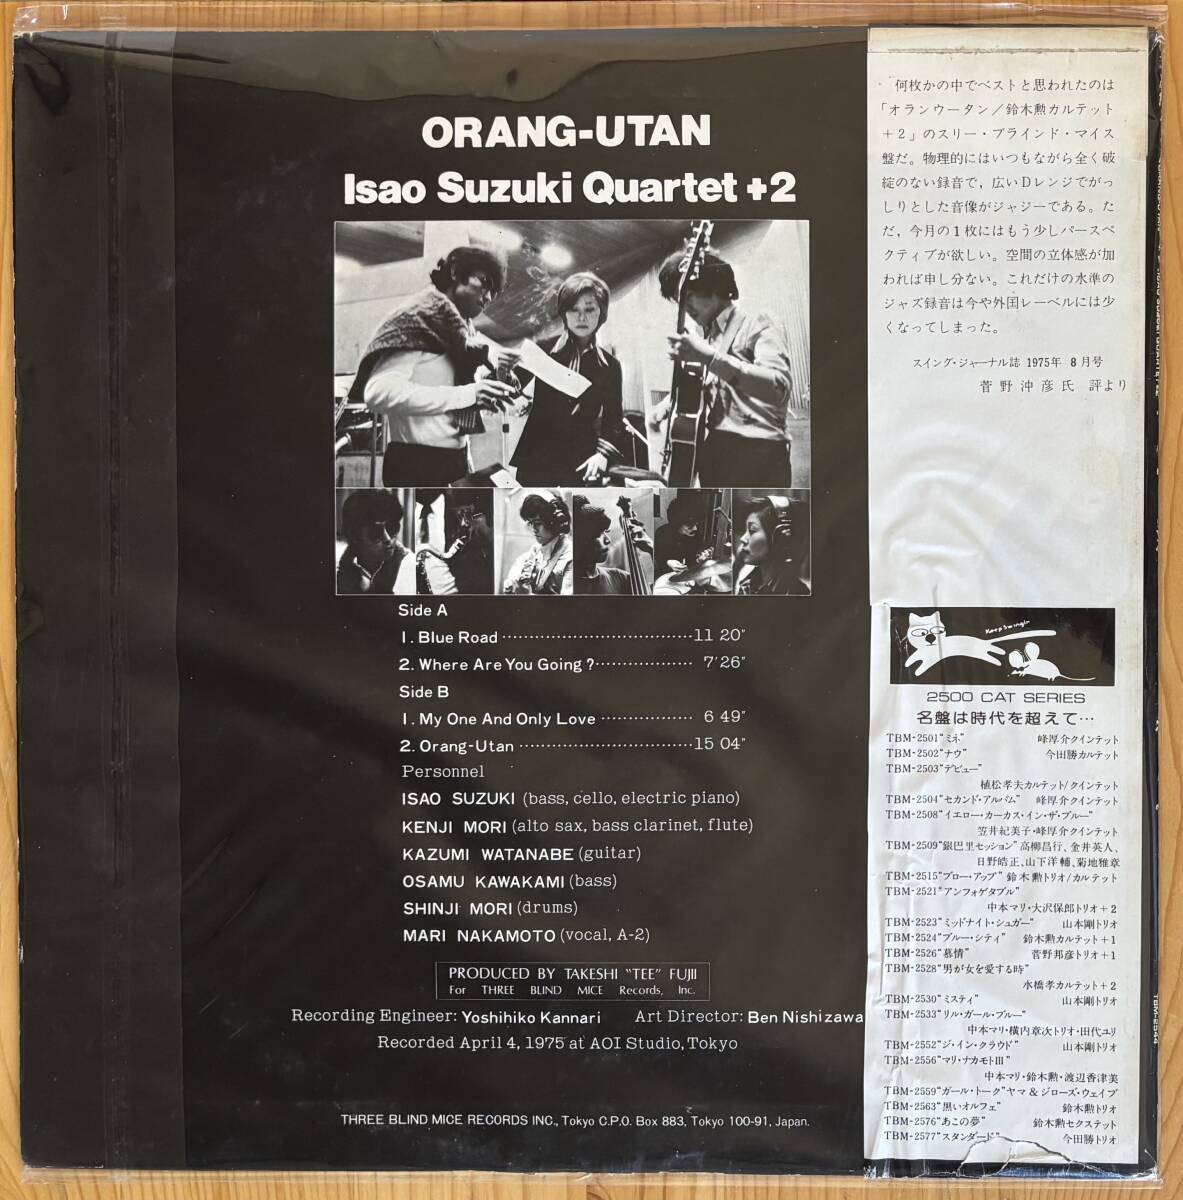 ORANG-UTAN
Isao Suzuki Quartet +2
Side A
1. Blue Road 11 20"
2. Where Are You Going? 7'26"
Side B
1. My One And Only Love 6 49"
2. Orang-Utan 15 04"
Personnel
ISAO SUZUKI (bass, cello, electric piano)
KENJI MORI (alto sax, bass clarinet, flute)
KAZUMI WATANABE (guitar)
OSAMU KAWAKAMI (bass)
SHINJI MORI (drums)
MARI NAKAMOTO (vocal, A-2)
PRODUCED BY TAKESHI "TEE" FUJII
For THREE BLIND MICE Records, Inc.
Recording Engineer: Yoshihiko Kannari Art Director: Ben Nishizawa
Recorded April 4, 1975 at AOI Studio, Tokyo
THREE BLIND MICE RECORDS INC., Tokyo C.P.O. Box 883, Tokyo 100-91, Japan.
何枚かの中でベストと思われたのは
「オランウータン/鈴木勲カルテット
+2」のスリー・ブラインド・マイス
盤だ。物理的にはいつもながら全く破
綻のない録音で，広いDレンジでがっ
しりとした音像がジャジーである。た
だ，今月の1枚にはもう少しパースペ
クティブが欲しい。空間の立体感が加
われば申し分ない。これだけの水準の
ジャズ録音は今や外国レーベルには少
くなってしまった。
スイング・ジャーナル誌 1975年 8月号
菅野沖彦氏 評より
Keep Swingin'
2500 CAT SERIES
名盤は時代を超えて…
TBM-2501"ミネ" 峰厚介クインテット
TBM-2502"ナウ" 今田勝カルテット
TBM-2503"デビュー"
植松孝夫カルテット/クインテット
TBM-2504"セカンド・アルバム" 峰厚介クインテット
TBM-2508"イエロー・カーカス・イン・ザ・ブルー"
笠井紀美子・峰厚介クインテット
TBM-2509"銀巴里セッション" 高柳昌行、金井英人、
日野皓正、山下洋輔、菊地雅章
TBM-2515"ブロー・アップ" 鈴木勲トリオ/カルテット
TBM-2521"アンフォゲタブル"
中本マリ・大沢保郎トリオ+2
TBM-2523"ミッドナイト・シュガー" 山本剛トリオ
TBM-2524"ブルー・シティ" 鈴木勲カルテット+1
TBM-2526"慕情" 菅野邦彦トリオ+1
TBM-2528"男が女を愛する時"
水橋孝カルテット+2
TBM-2530"ミスティ" 山本剛トリオ
TBM-2533"リル・ガール・ブルー"
中本マリ・横内章次トリオ・田代ユリ
TBM-2552"ジ・イン・クラウド" 山本剛トリオ
TBM-2556"マリ・ナカモトIII"
中本マリ・鈴木勲・渡辺香津美
TBM-2559"ガール・トーク"ヤマ&ジローズ・ウェイブ
TBM-2563"黒いオルフェ" 鈴木勲トリオ
TBM-2576"あこの夢" 鈴木勲セクステット
TBM-2577"スタンダード" 今田勝トリオ
TBM-2544